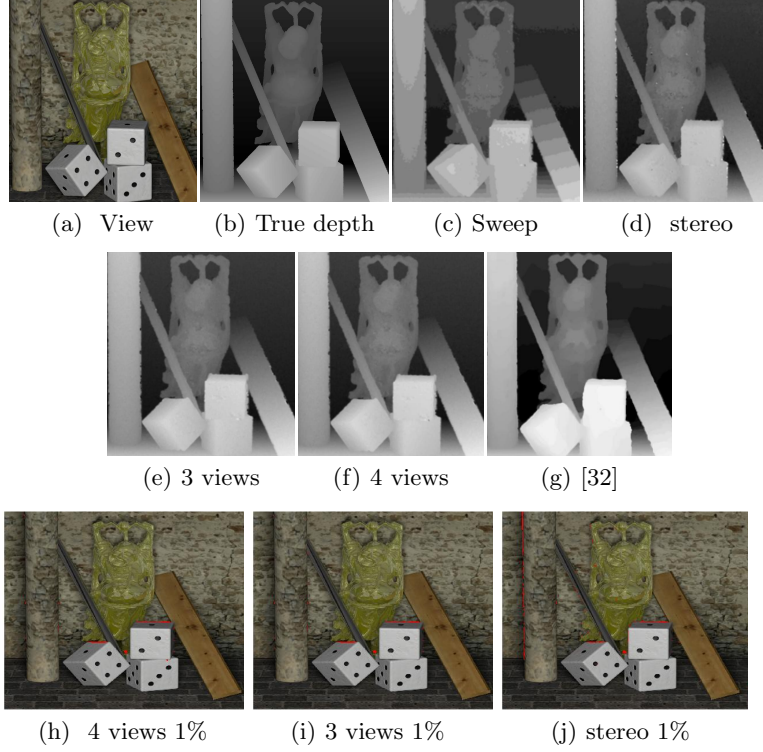 (a) View
(b) True depth
(c) Sweep
(d) stereo
(e) 3 views
(f) 4 views
(g) [32]
(h) 4 views 1%
(i) 3 views 1%
(j) stereo 1%